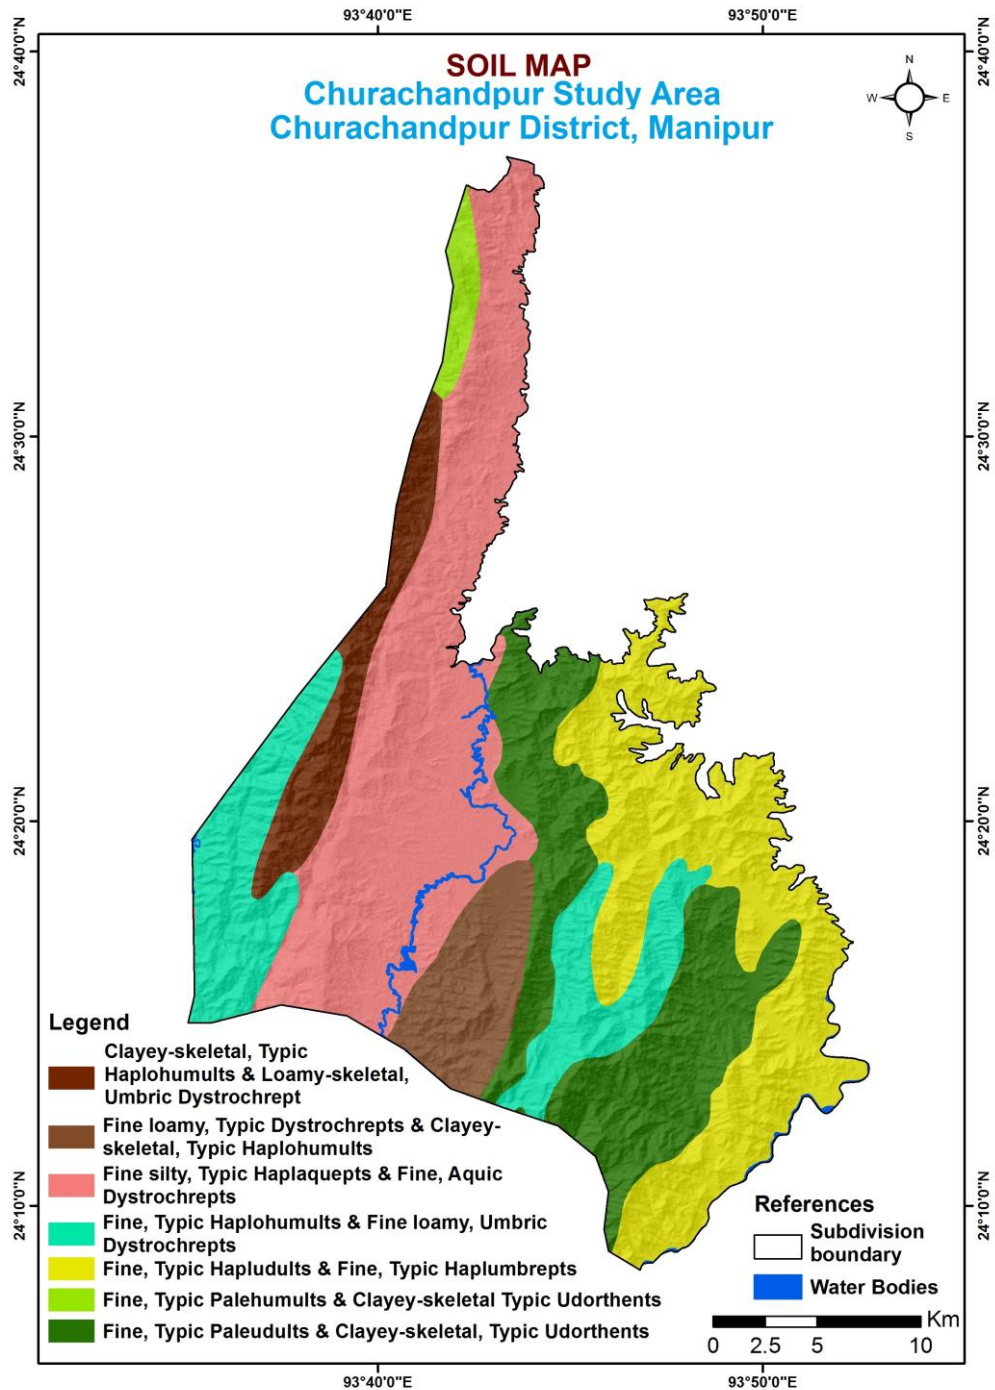 93°40'0"E
93°50'0"E
24°40'0"N
24°40'0"N
SOIL MAP
Churachandpur Study Area
Churachandpur District, Manipur
N
W
E
S
24°30'0"N
24°30'0"N
24°20'0"N
24°20'0"N
24°10'0"N
24°10'0"N
Legend
Clayey-skeletal, Typic
Haplohumults & Loamy-skeletal,
Umbric Dystrochrept
Fine loamy, Typic Dystrochrepts & Clayey-
skeletal, Typic Haplohumults
Fine silty, Typic Haplaquepts & Fine, Aquic
Dystrochrepts
Fine, Typic Haplohumults & Fine loamy, Umbric
Dystrochrepts
Fine, Typic Hapludults & Fine, Typic Haplumbrepts
Fine, Typic Palehumults & Clayey-skeletal Typic Udorthents
Fine, Typic Paleudults & Clayey-skeletal, Typic Udorthents
References
Subdivision
boundary
Water Bodies
Km
0 2.5 5 10
93°40'0"E
93°50'0"E